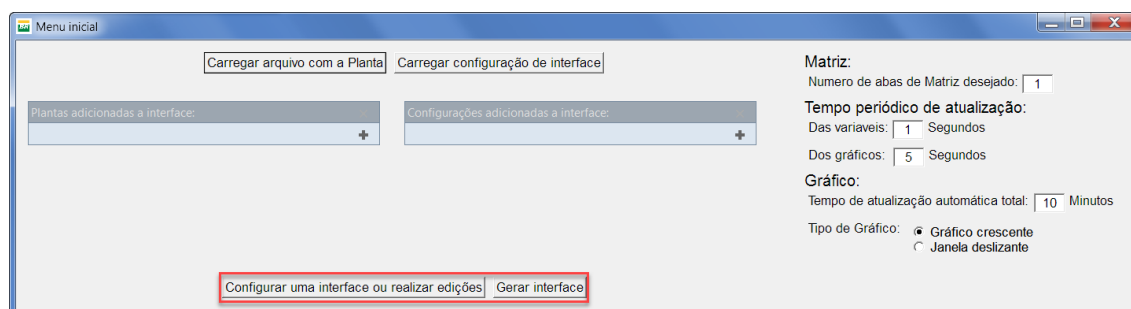 Menu inicial
Carregar arquivo com a Planta Carregar configuração de interface
Plantas adicionadas a interface:
Configurações adicionadas a interface:
Matriz:
Numero de abas de Matriz desejado: 1
Tempo periódico de atualização:
Das variaveis: 1 Segundos
Dos gráficos: 5 Segundos
Gráfico:
Tempo de atualização automática total: 10 Minutos
Tipo de Gráfico: Gráfico crescente
Janela deslizante
Configurar uma interface ou realizar edições Gerar interface